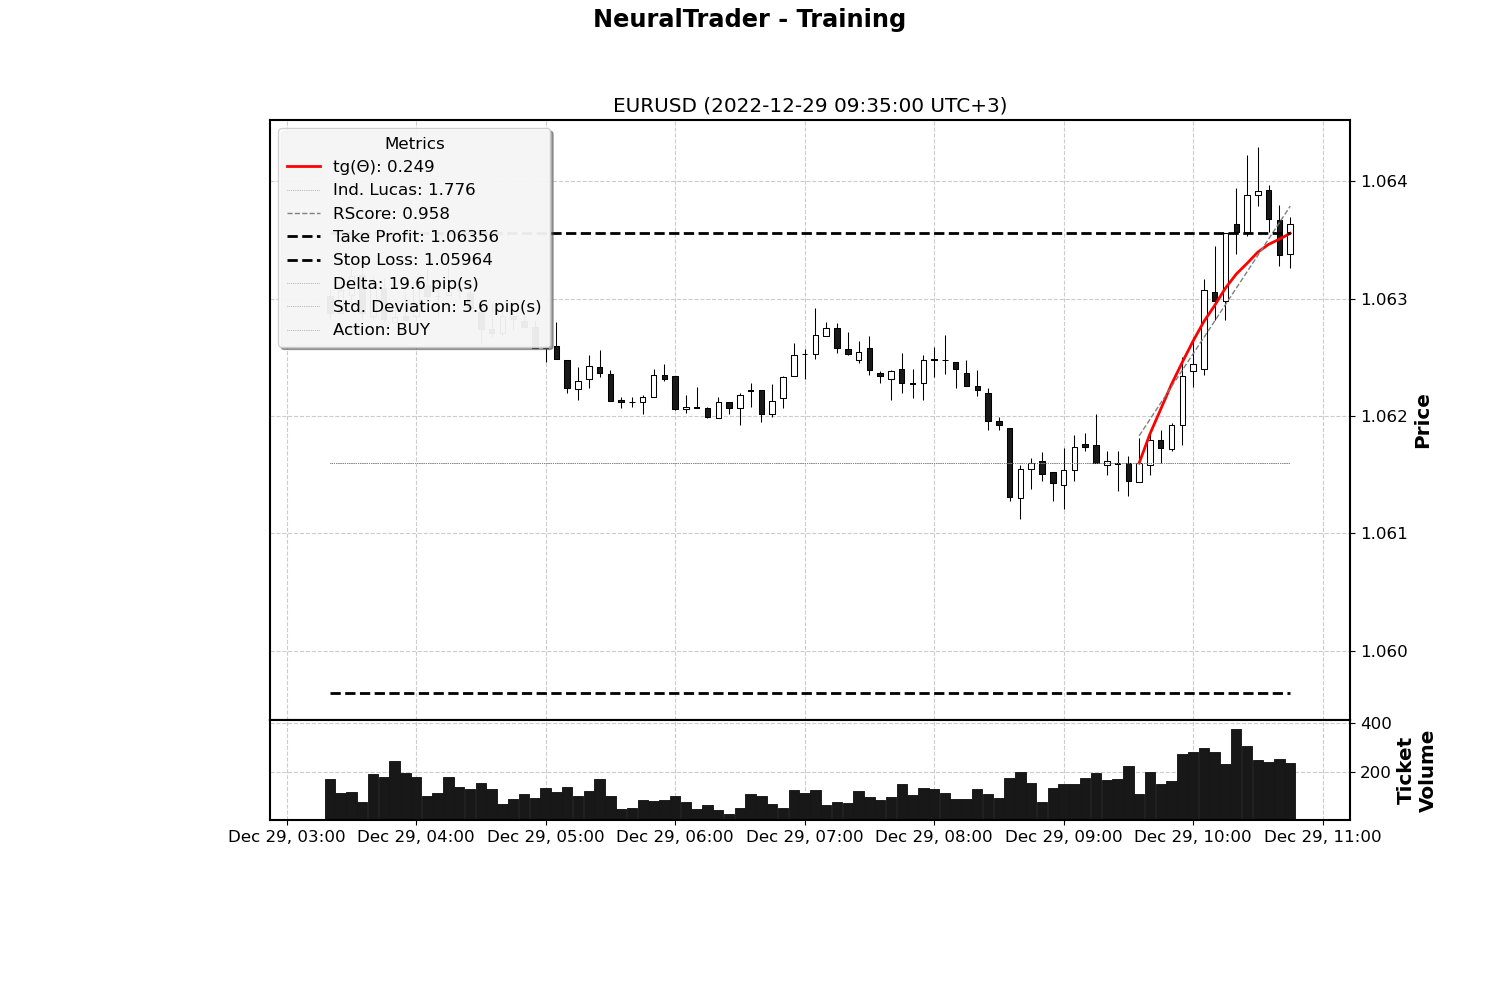 NeuralTrader - Training
EURUSD (2022-12-29 09:35:00 UTC+3)
Metrics
tg(Θ): 0.249
Ind. Lucas: 1.776
RScore: 0.958
Take Profit: 1.06356
Stop Loss: 1.05964
Delta: 19.6 pip(s)
Std. Deviation: 5.6 pip(s)
Action: BUY
1.064
1.063
1.062
1.061
1.060
Price
400
200
Ticket
Volume
Dec 29, 03:00 Dec 29, 04:00 Dec 29, 05:00 Dec 29, 06:00 Dec 29, 07:00 Dec 29, 08:00 Dec 29, 09:00 Dec 29, 10:00 Dec 29, 11:00